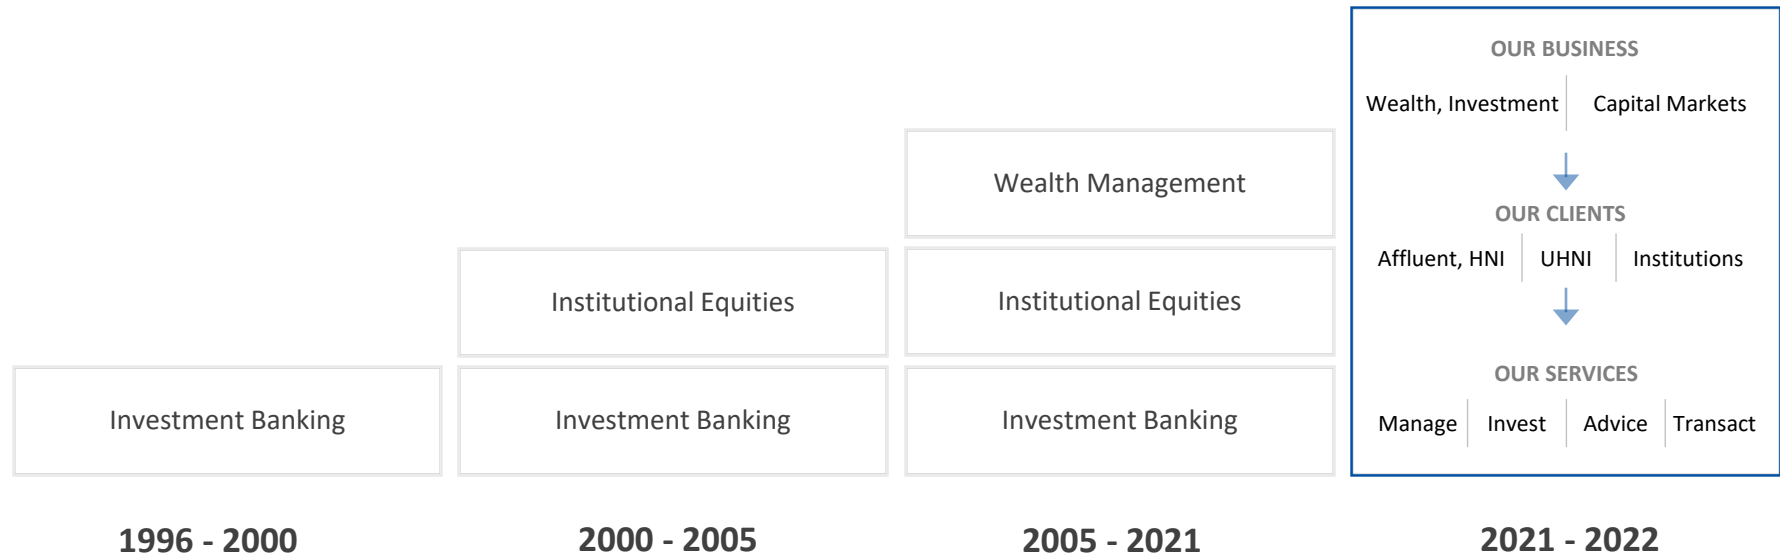 Investment Banking
1996 - 2000
Institutional Equities
Investment Banking
2000 - 2005
Wealth Management
Institutional Equities
Investment Banking
2005 - 2021
OUR BUSINESS
Wealth, Investment Capital Markets
OUR CLIENTS
Affluent, HNI UHNI Institutions
OUR SERVICES
Manage Invest Advice Transact
2021 - 2022